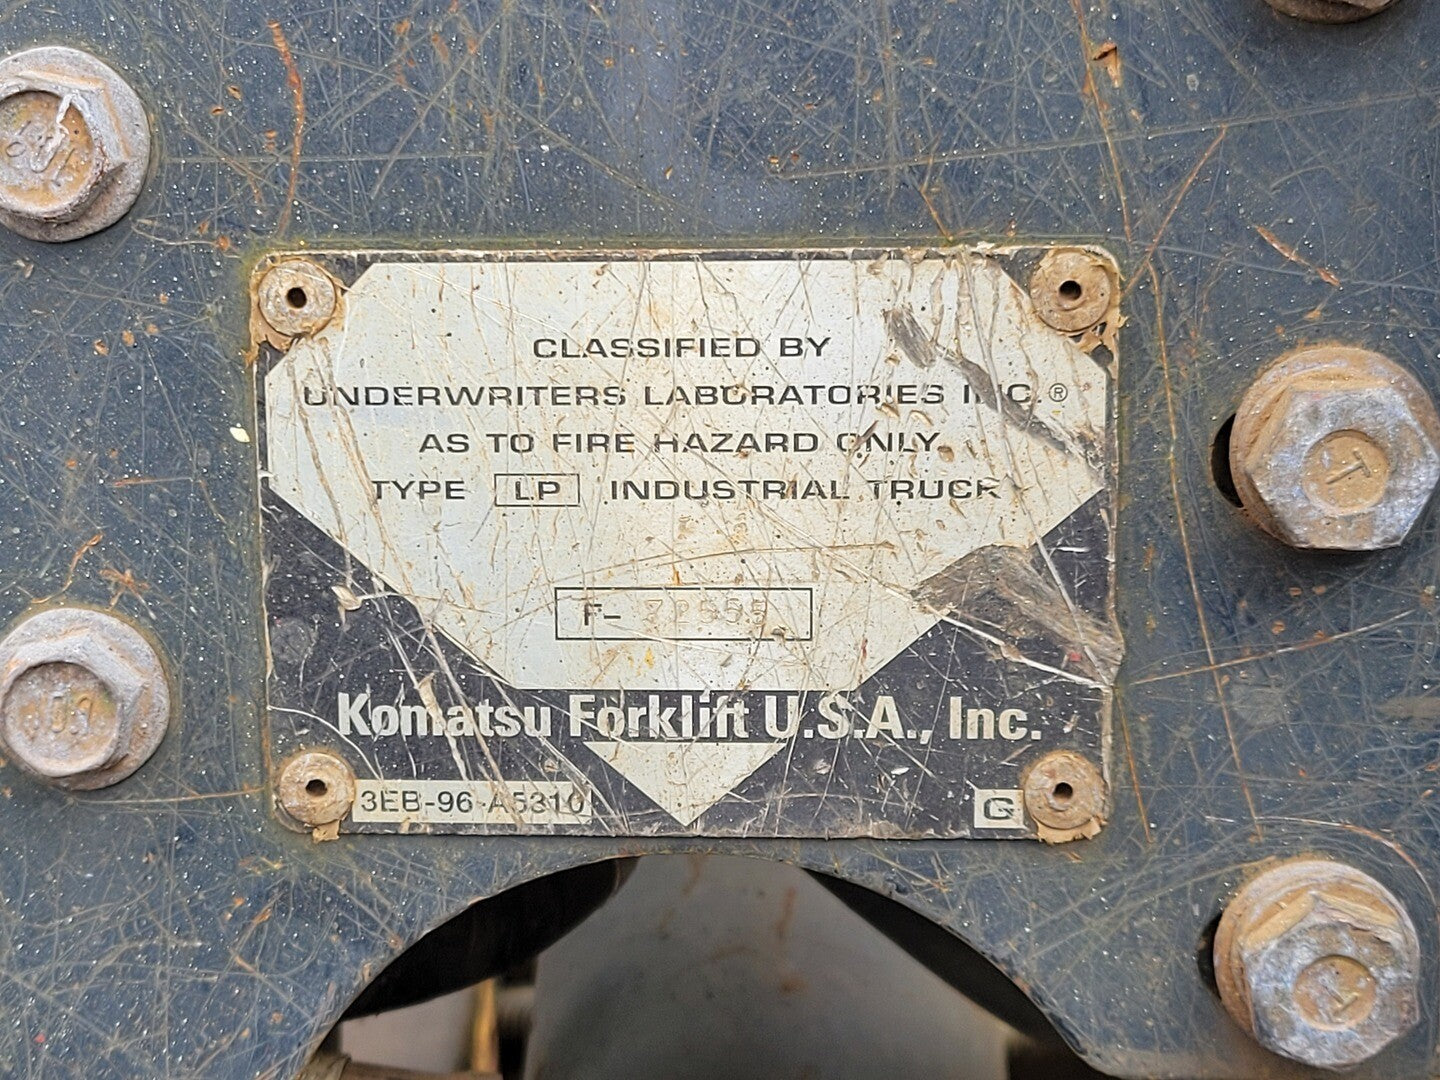 CLASSIFIED BY
UNDERWRITERS LABORATORIES INC.®
AS TO FIRE HAZARD ONLY
TYPE LP INDUSTRIAL TRUCK
F-
Komatsu Forklift U.S.A., Inc.
3EB-96-A5310
G